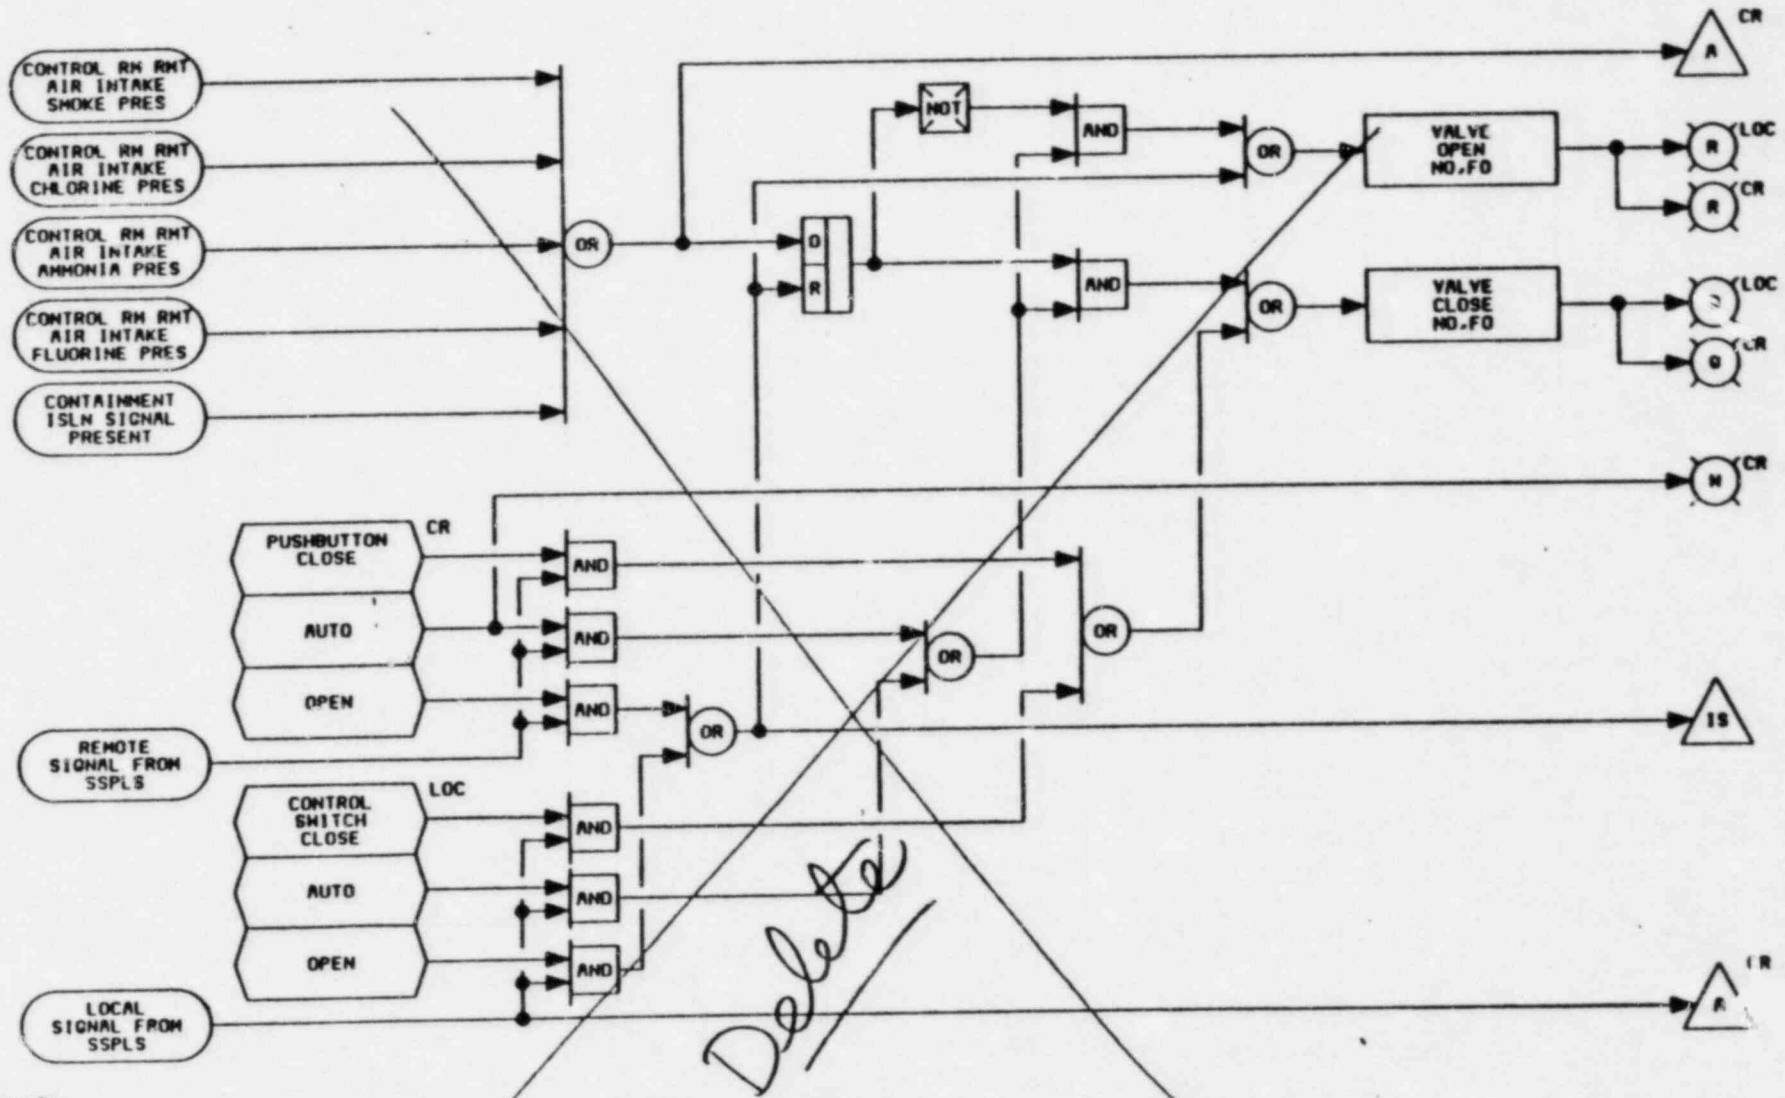 CONTROL RM RMT
AIR INTAKE
SMOKE PRES
CONTROL RM RMT
AIR INTAKE
CHLORINE PRES
CONTROL RM RMT
AIR INTAKE
AMMONIA PRES
CONTROL RM RMT
AIR INTAKE
FLUORINE PRES
CONTAINMENT
ISLN SIGNAL
PRESENT
OR
O
R
NOT
AND
AND
OR
OR
VALVE
OPEN
NO,FO
VALVE
CLOSE
NO,FO
A
CR
R
LOC
R
CR
LOC
G
CR
W
CR
PUSHBUTTON
CLOSE
CR
AUTO
OPEN
AND
AND
AND
OR
OR
OR
IS
REMOTE
SIGNAL FROM
SSPLS
CONTROL
SWITCH
CLOSE
LOC
AUTO
OPEN
AND
AND
AND
LOCAL
SIGNAL FROM
SSPLS
A
Delete